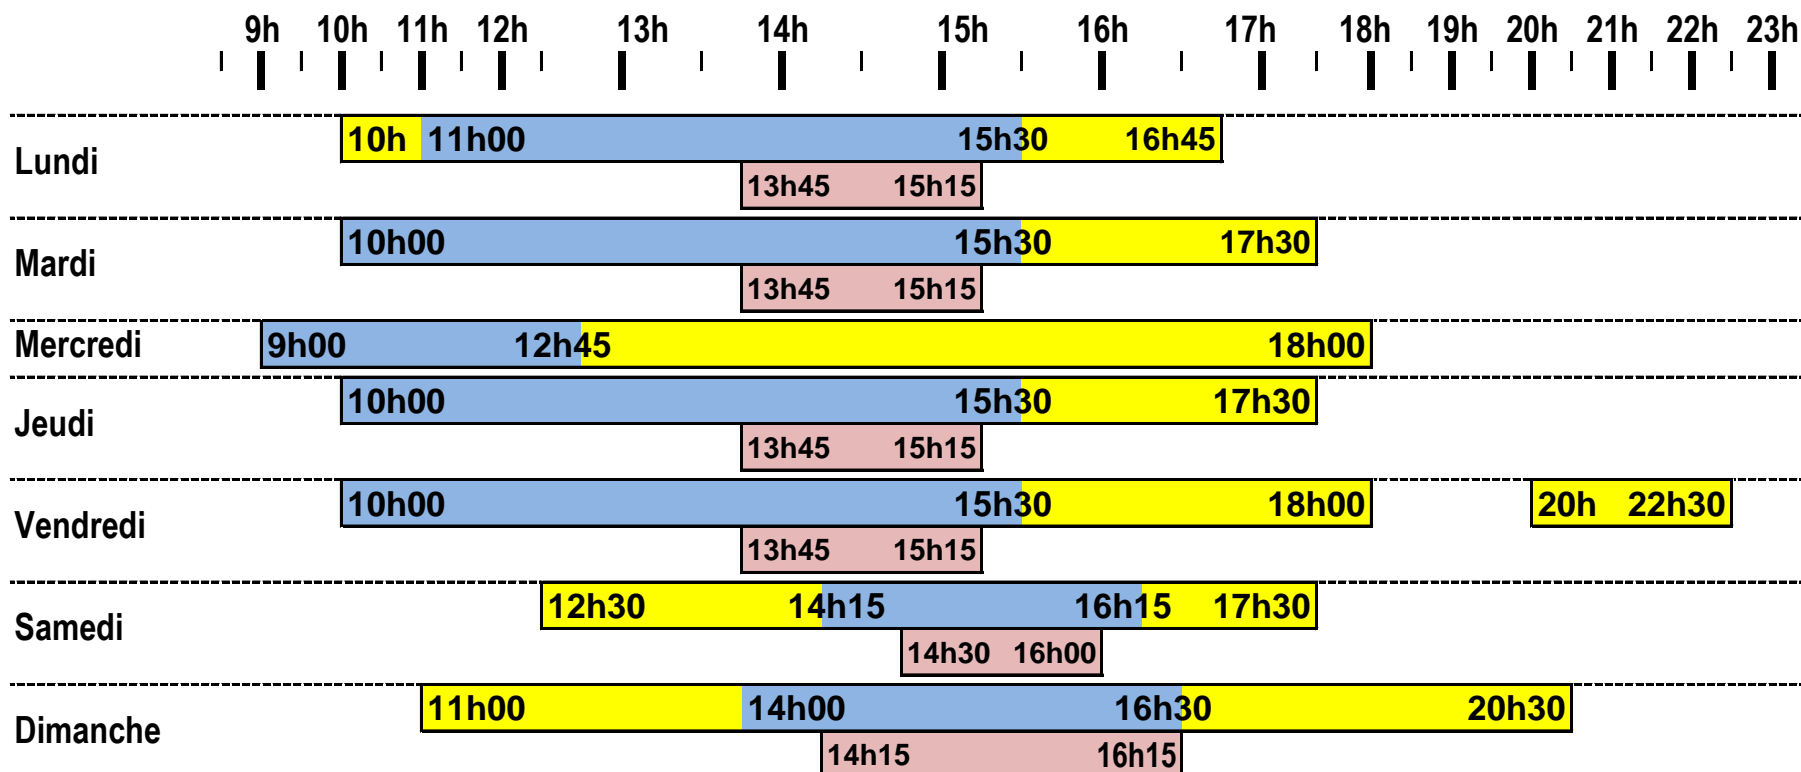 9h 10h 11h 12h 13h 14h 15h 16h 17h 18h 19h 20h 21h 22h 23h
Lundi
10h 11h00 15h30 16h45
13h45 15h15
Mardi
10h00 15h30 17h30
13h45 15h15
Mercredi 9h00 12h45 18h00
Jeudi
10h00 15h30 17h30
13h45 15h15
Vendredi
10h00 15h30 18h00 20h 22h30
13h45 15h15
Samedi
12h30 14h15 16h15 17h30
14h30 16h00
Dimanche
11h00 14h00 16h30 20h30
14h15 16h15